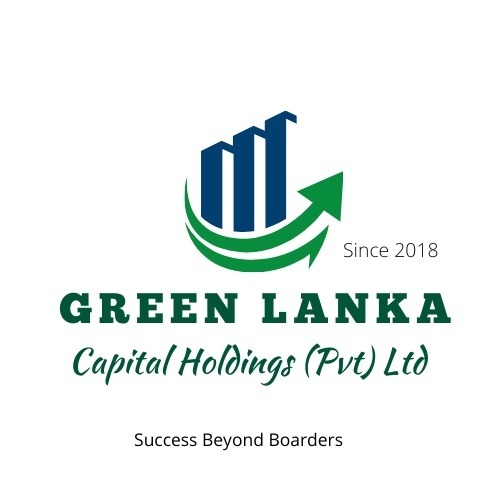 Since 2018
GREEN LANKA
Capital Holdings (Pvt) Ltd
Success Beyond Boarders